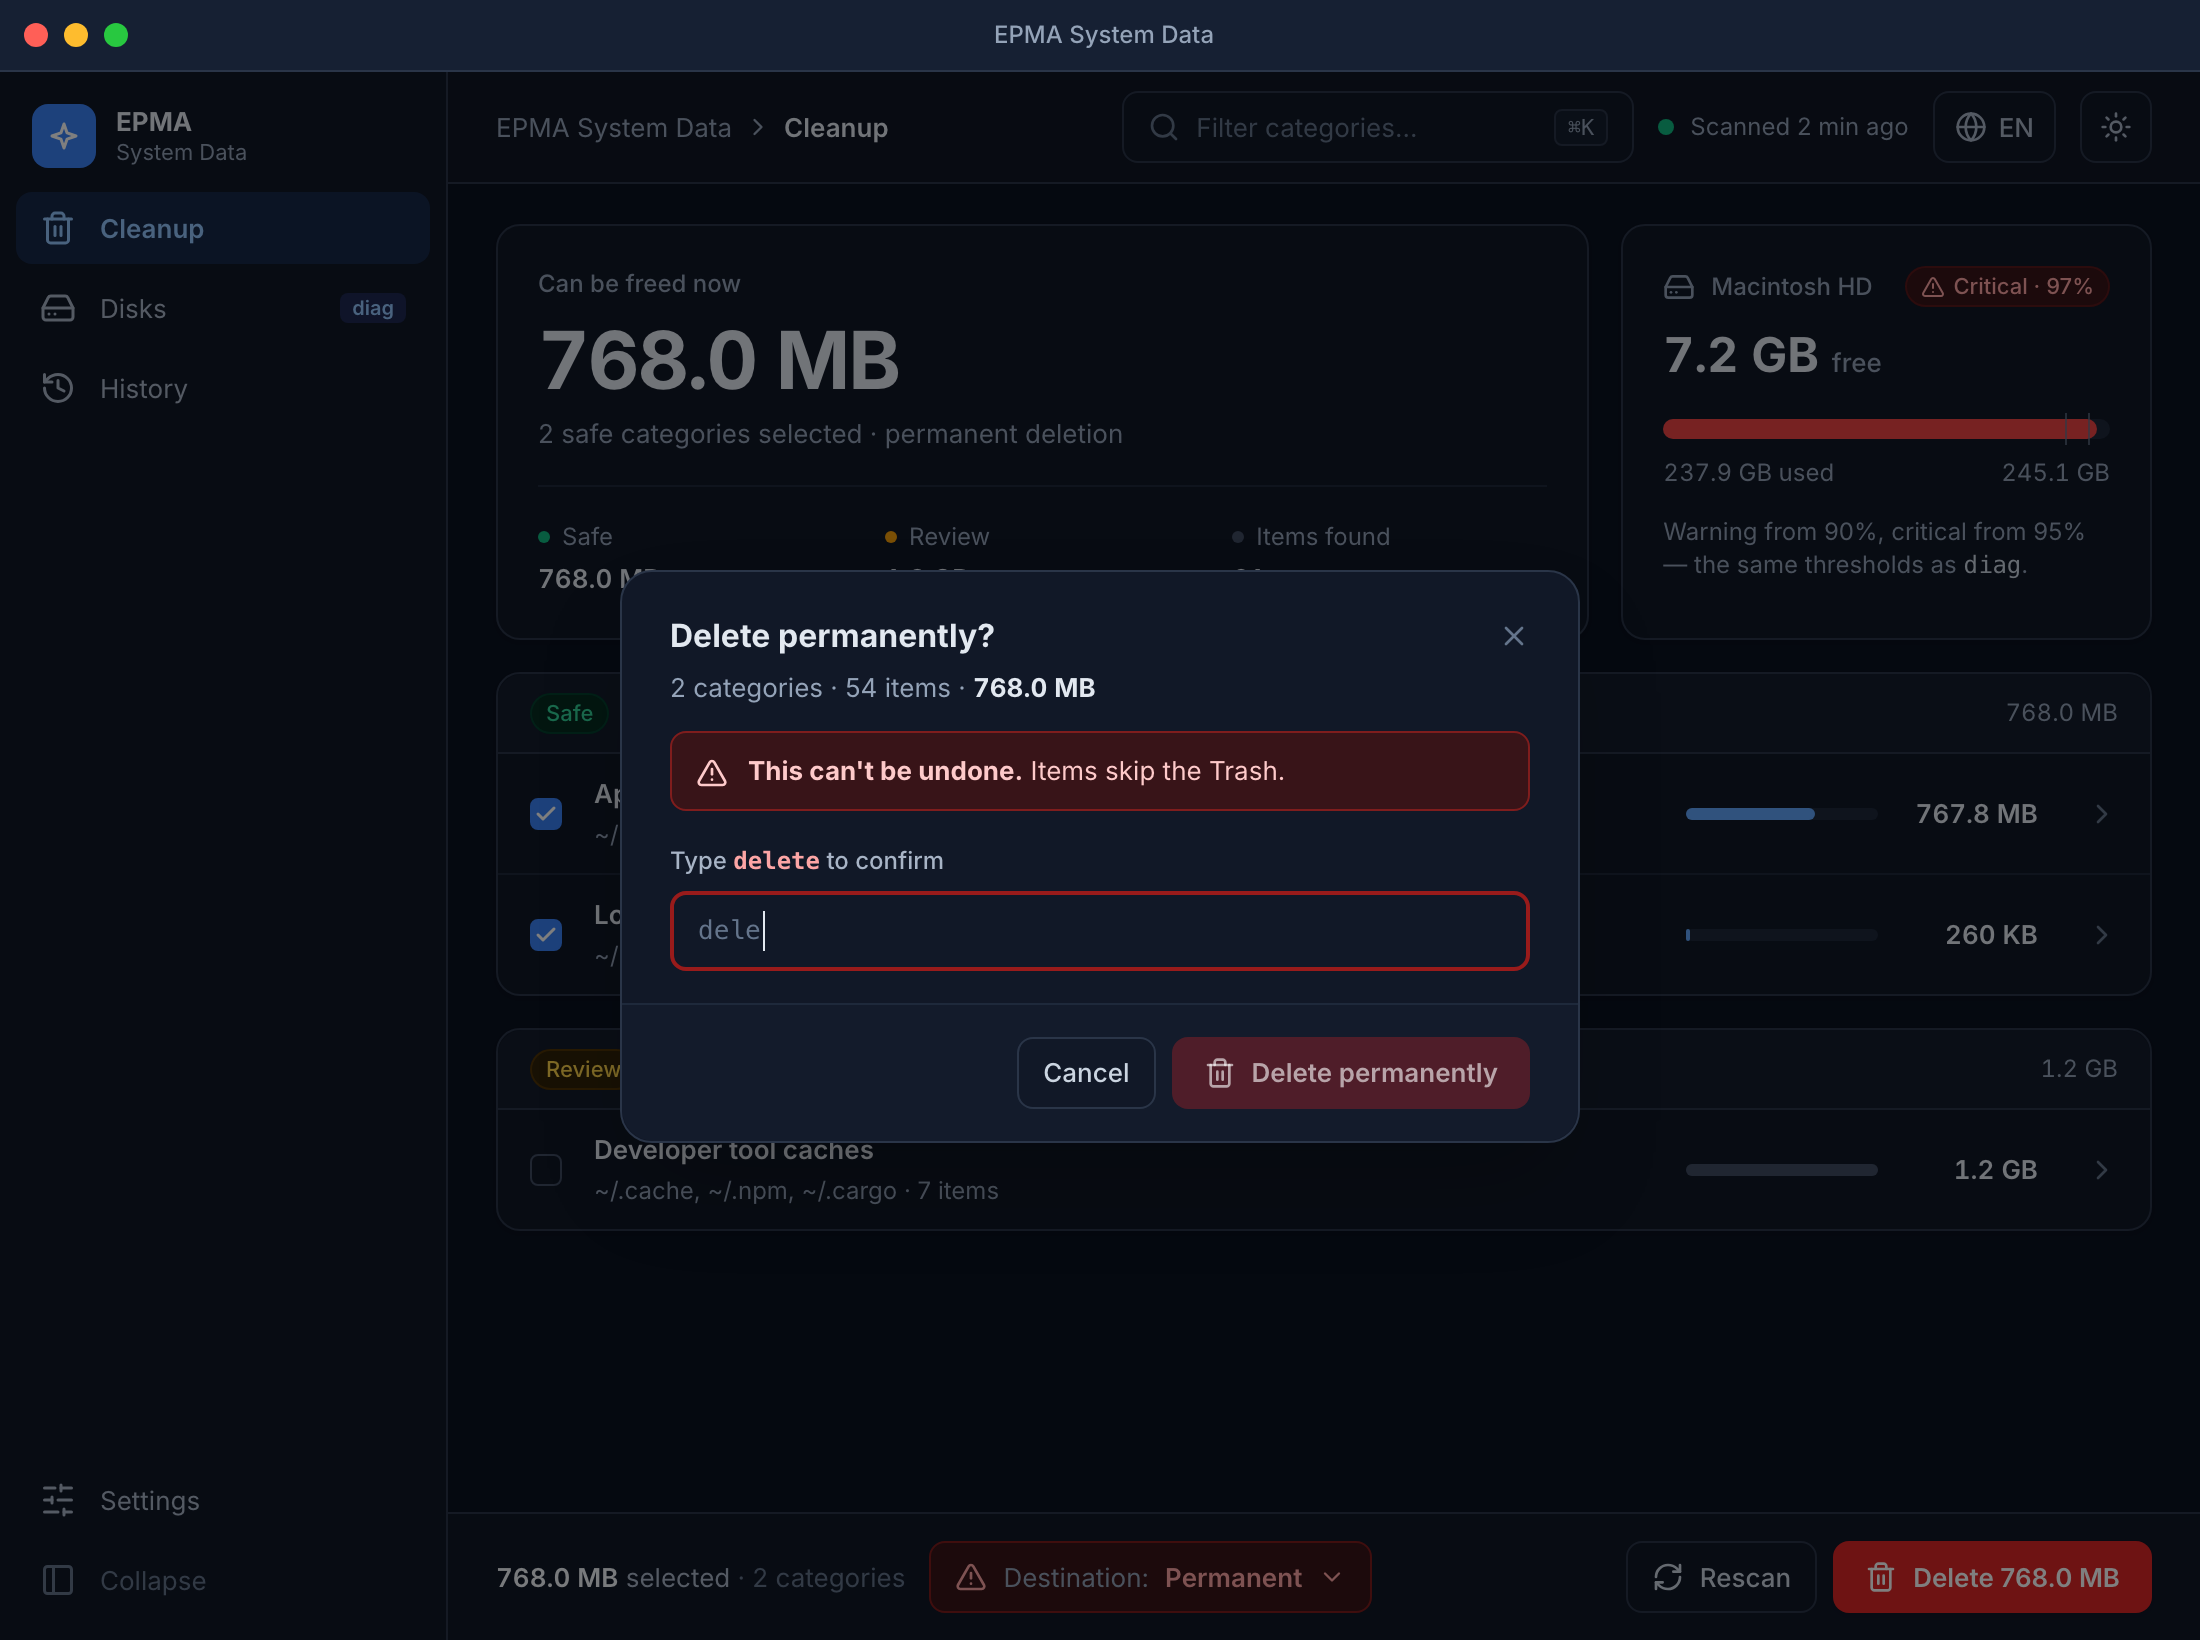 EPMA System Data
EPMA
System Data
Cleanup
Disks
diag
History
Settings
Collapse
EPMA System Data > Cleanup
Filter categories...
⌘K
Scanned 2 min ago
EN
Can be freed now
768.0 MB
2 safe categories selected · permanent deletion
Safe
768.0
Review
Items found
Macintosh HD
Critical · 97%
7.2 GB free
237.9 GB used
245.1 GB
Warning from 90%, critical from 95%
— the same thresholds as diag.
Delete permanently?
2 categories · 54 items · 768.0 MB
This can't be undone. Items skip the Trash.
Type delete to confirm
dele
Cancel
Delete permanently
Safe
768.0 MB
767.8 MB
260 KB
Review
1.2 GB
Developer tool caches
~/.cache, ~/.npm, ~/.cargo · 7 items
1.2 GB
768.0 MB selected · 2 categories
Destination: Permanent
Rescan
Delete 768.0 MB